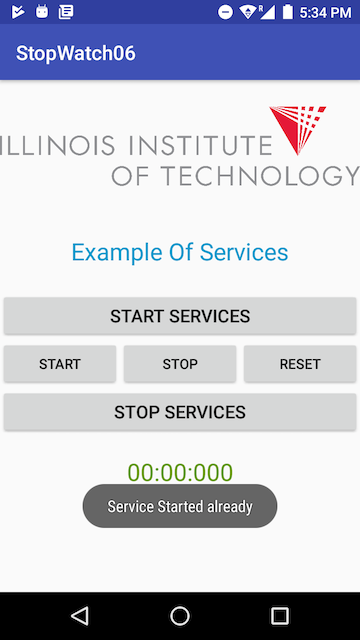 R
5:34 PM
StopWatch06
ILLINOIS INSTITUTE
OF TECHNOLOGY
Example Of Services
START SERVICES
START STOP RESET
STOP SERVICES
00:00:000
Service Started already